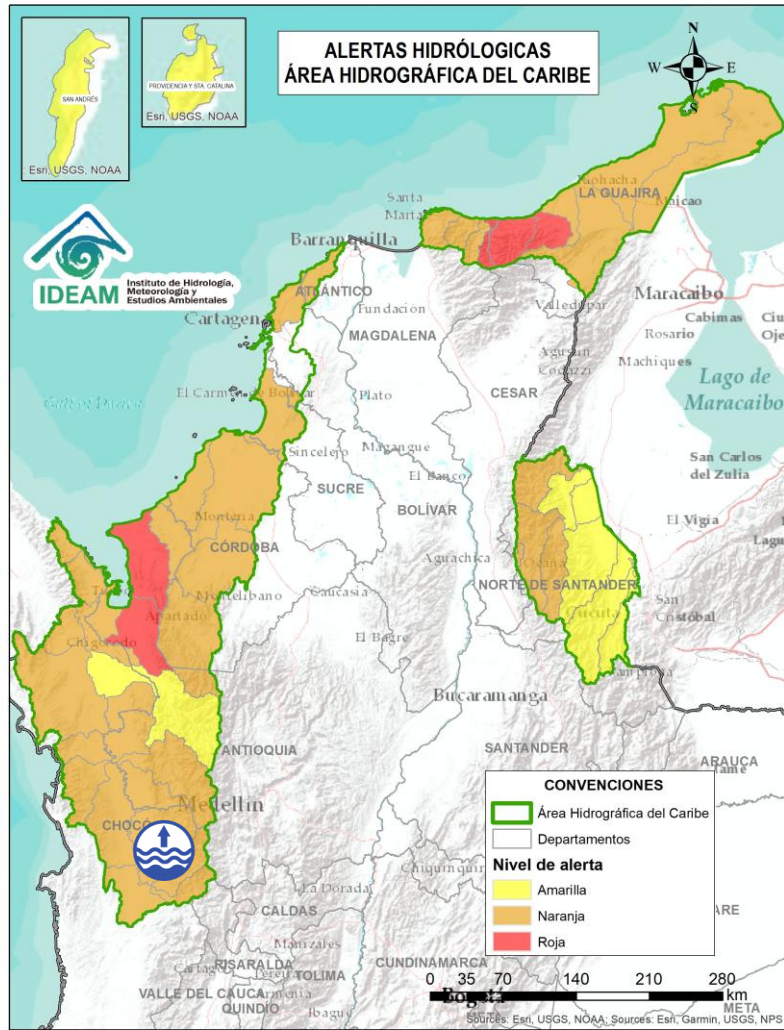 ALERTAS HIDRÓLOGICAS
ÁREA HIDROGRÁFICA DEL CARIBE
N
W
E
S
SAN ANDRÉS
Esri, USGS, NOAA
PROVIDENCIA Y STA. CATALINA
Esri, USGS, NOAA
IDEAM
Instituto de Hidrología,
Meteorología y
Estudios Ambientales
Santa
Marta
LA GUAJIRA
Maicao
Barranquilla
ATLÁNTICO
Cartagen
Fundación
MAGDALENA
Valledupar
Maracaibo
Cabimas
Rosario
Machiques
Agustín
Codazzi
CESAR
Lago de
Maracaibo
El Carmen de Bolívar
Plato
Sincelejo
Magangue
SUCRE
El Banco
BOLÍVAR
San Carlos
del Zulia
El Vigía
Montería
CÓRDOBA
Aguachica
Ocaña
NORTE DE SANTANDER
Cúcuta
San
Cristóbal
Montelíbano
Caucasia
Apartadó
El Bagre
Pamplona
Bucaramanga
ANTIOQUIA
SANTANDER
ARAUCA
Medellín
CHOCÓ
La Dorada
CALDAS
Manizales
RISARALDA
TOLIMA
CUNDINAMARCA
VALLE DEL CAUCA
QUINDÍO
Ibagué
Bogotá
META
META
CONVENCIONES
Área Hidrográfica del Caribe
Departamentos
Nivel de alerta
Amarilla
Naranja
Roja
0 35 70 140 210 280
km
Sources: Esri, USGS, NOAA; Sources: Esri, Garmin, USGS, NPS